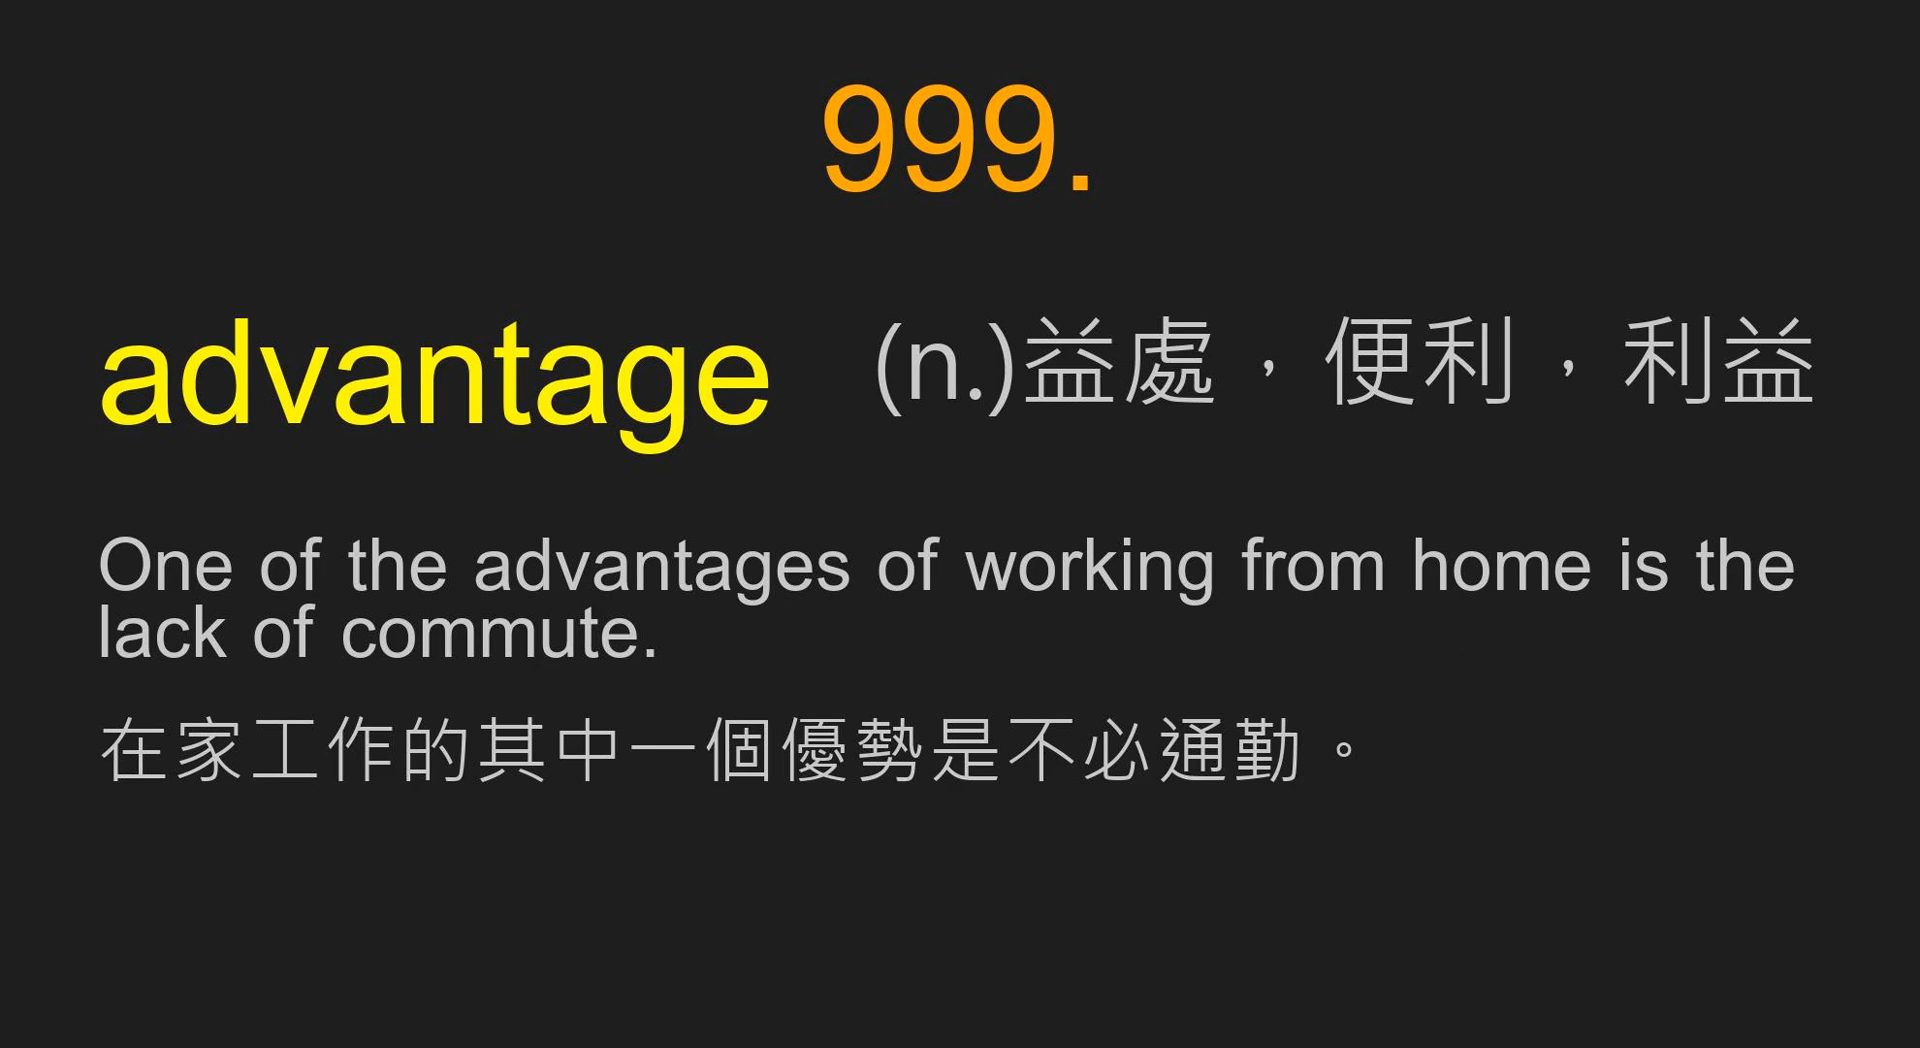 999.
advantage (n.)益處，便利，利益
One of the advantages of working from home is the
lack of commute.
在家工作的其中一個優勢是不必通勤。